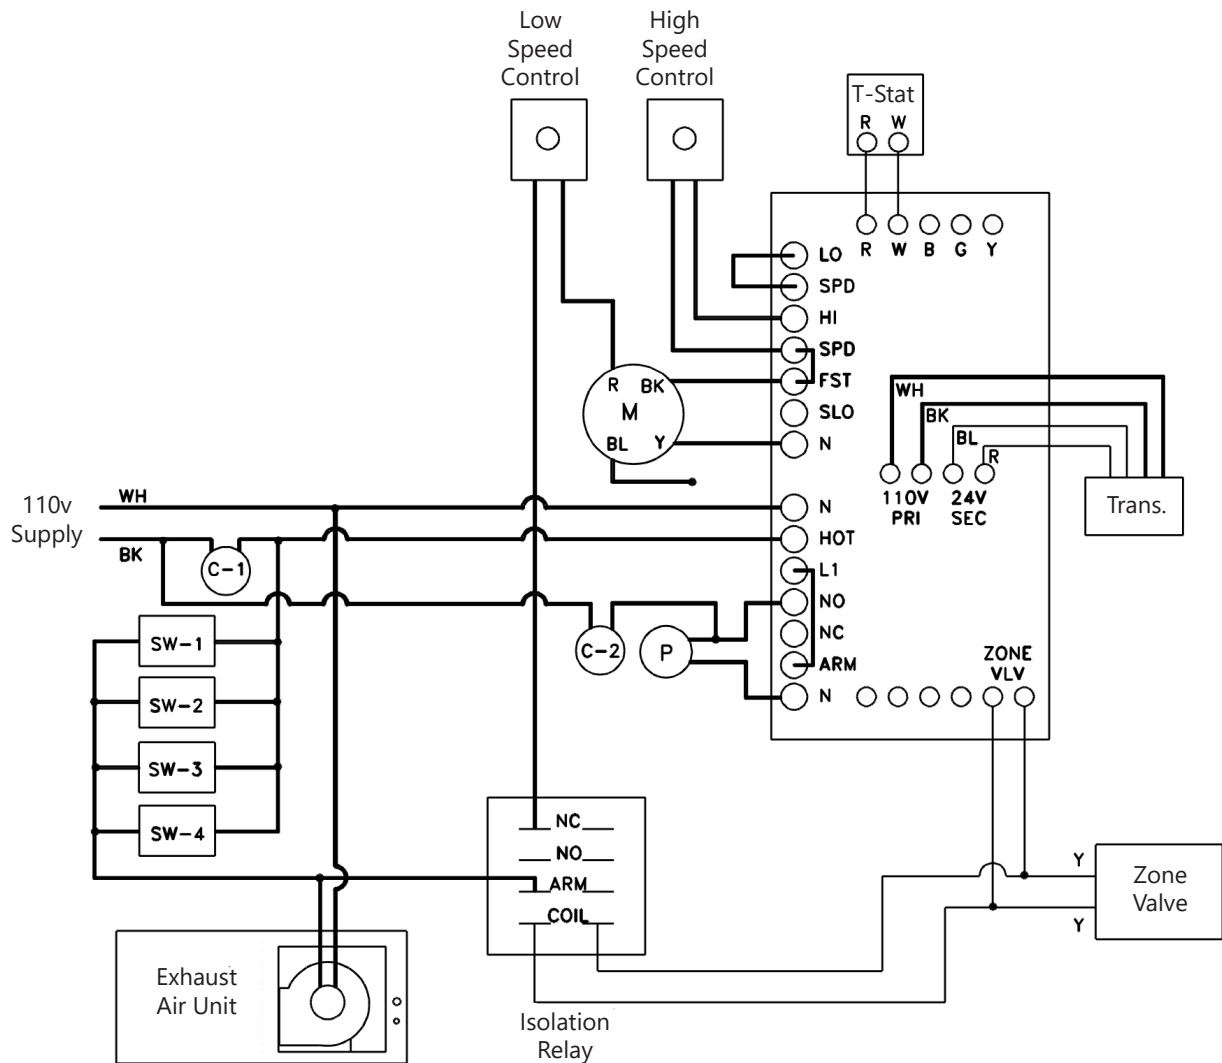 Low
Speed
Control
High
Speed
Control
T-Stat
R W
R W B G Y
LO
SPD
HI
SPD
FST
SLO
N
R BK
M
BL Y
WH
BK
BL
R
110V
PRI
24V
SEC
Trans.
110v
Supply
WH
BK
C-1
N
HOT
L1
NO
NC
ARM
N
C-2
P
ZONE
VLV
SW-1
SW-2
SW-3
SW-4
NC
NO
ARM
COIL
Isolation
Relay
Y
Y
Zone
Valve
Exhaust
Air Unit